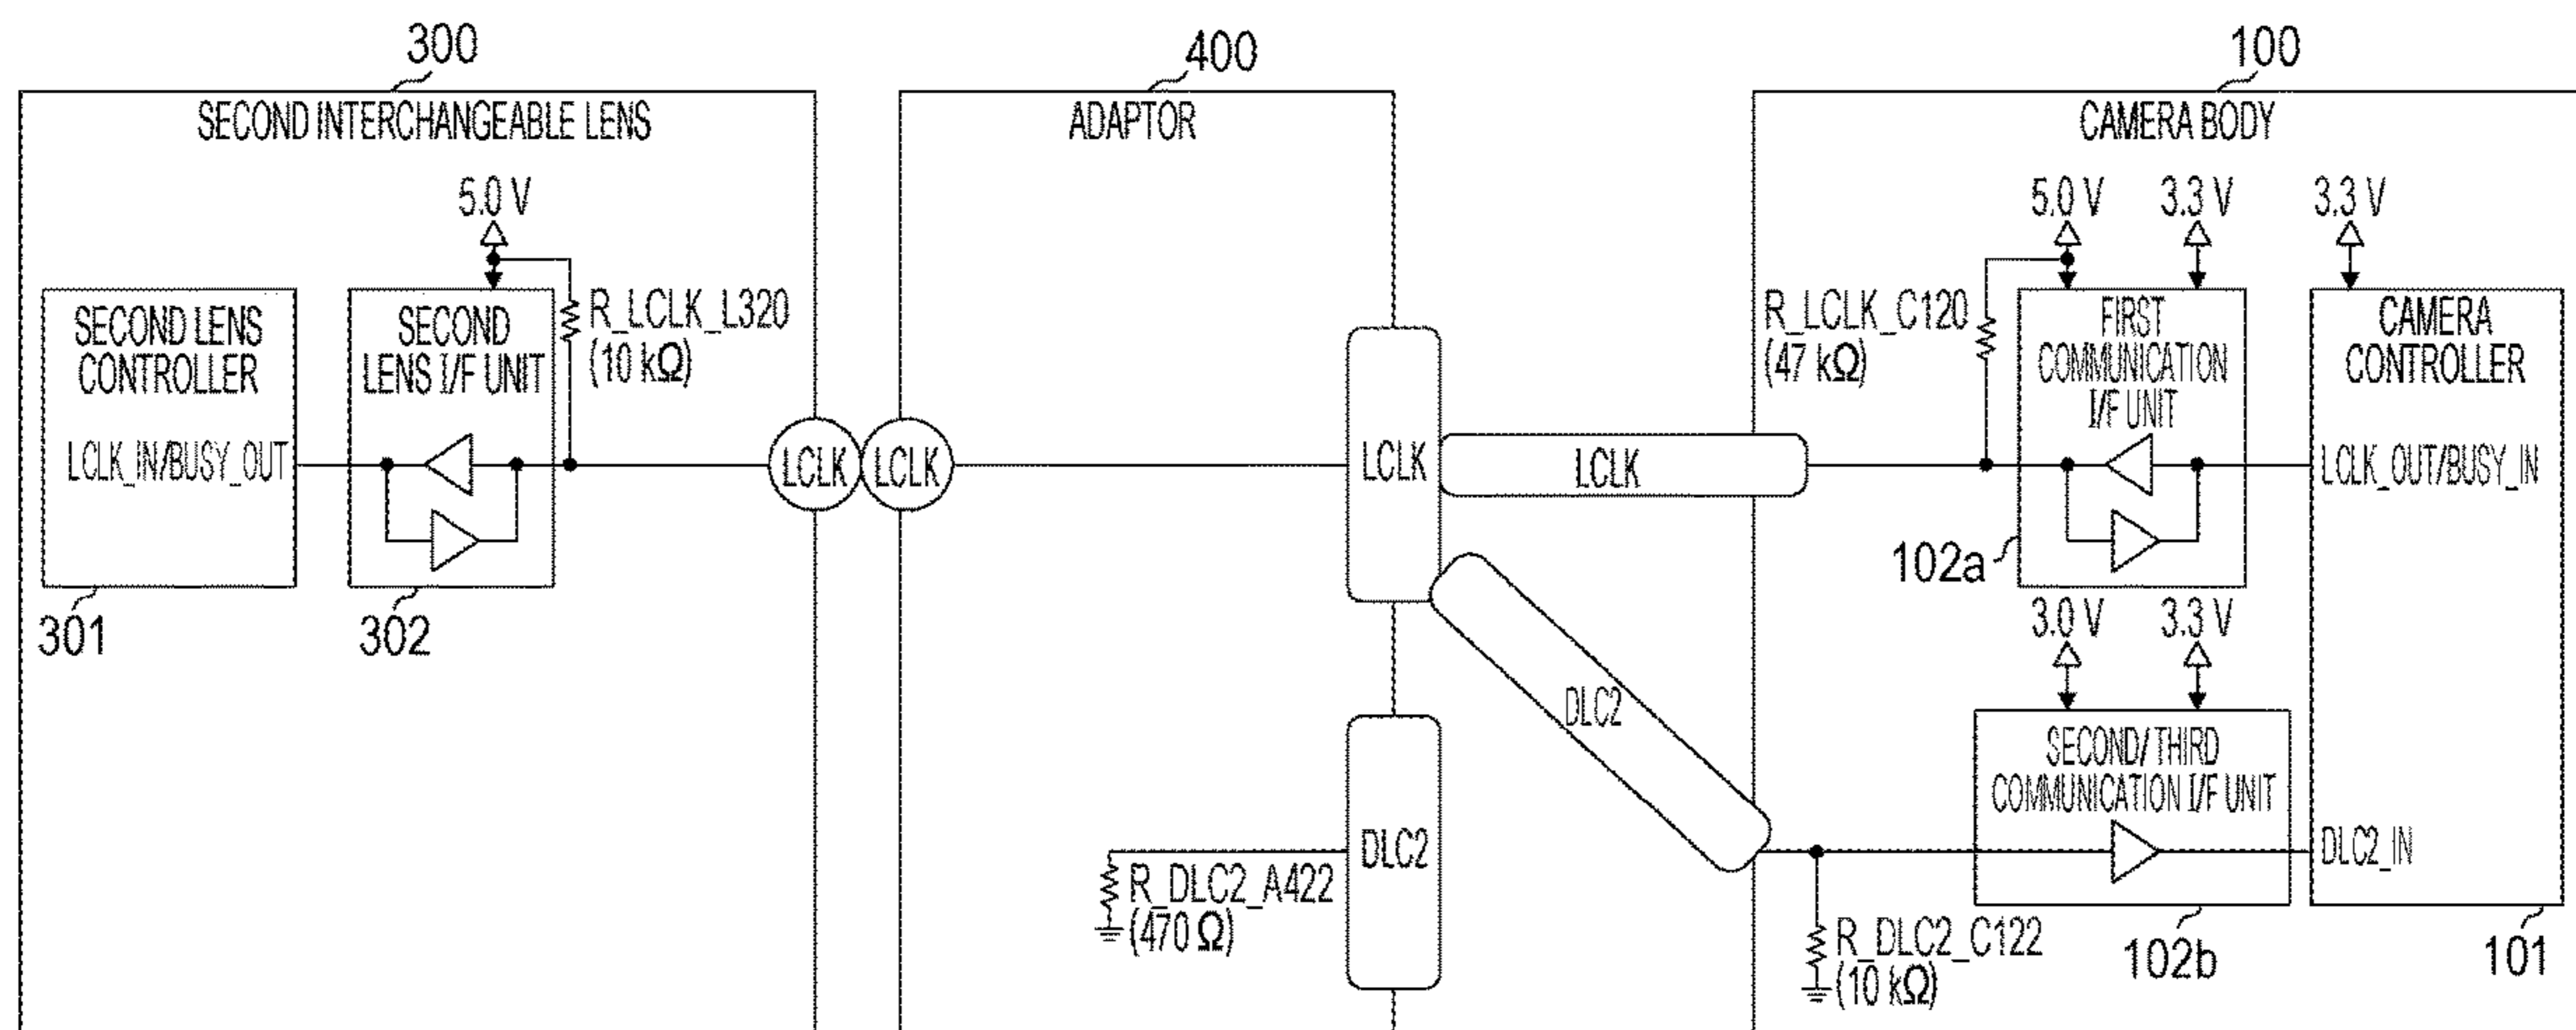 300
400
100
SECOND INTERCHANGEABLE LENS
ADAPTOR
CAMERA BODY
5.0 V
5.0 V
3.3 V
3.3 V
SECOND LENS
CONTROLLER
LCLK_IN/BUSY_OUT
301
SECOND
LENS I/F UNIT
302
R_LCLK_L320
(10 kΩ)
LCLK
LCLK
LCLK
LCLK
R_LCLK_C120
(47 kΩ)
FIRST
COMMUNICATION
I/F UNIT
102a
CAMERA
CONTROLLER
LCLK_OUT/BUSY_IN
3.0 V
3.3 V
DLC2
SECOND/THIRD
COMMUNICATION I/F UNIT
DLC2
DLC2_IN
R_DLC2_A422
(470 Ω)
R_DLC2_C122
(10 kΩ)
102b
101